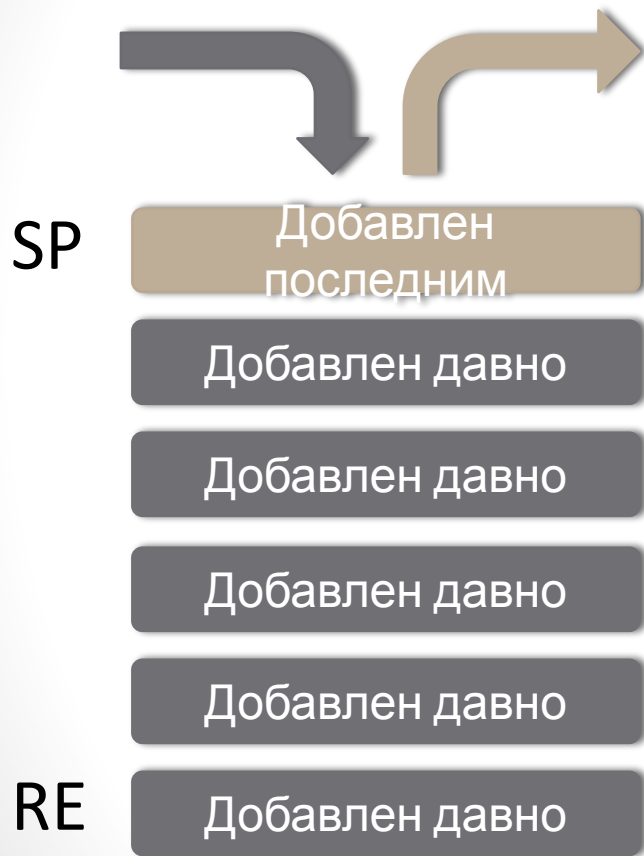 SP
Добавлен
последним
Добавлен давно
Добавлен давно
Добавлен давно
Добавлен давно
RE
Добавлен давно